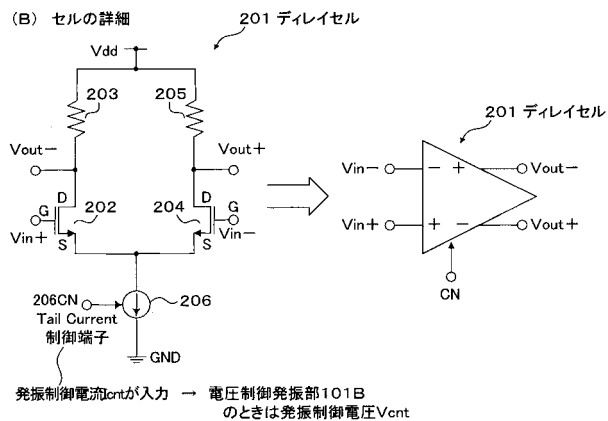 (B) セルの詳細
201 ディレイセル
Vdd
203
205
Vout−
Vout+
D
D
G
G
202
204
Vin+
Vin−
S
S
206CN
206
Tail Current
制御端子
GND
発振制御電流Icntが入力 → 電圧制御発振部101B
のときは発振制御電圧Vcnt
201 ディレイセル
Vin−
− +
Vout−
Vin+
+ −
Vout+
CN